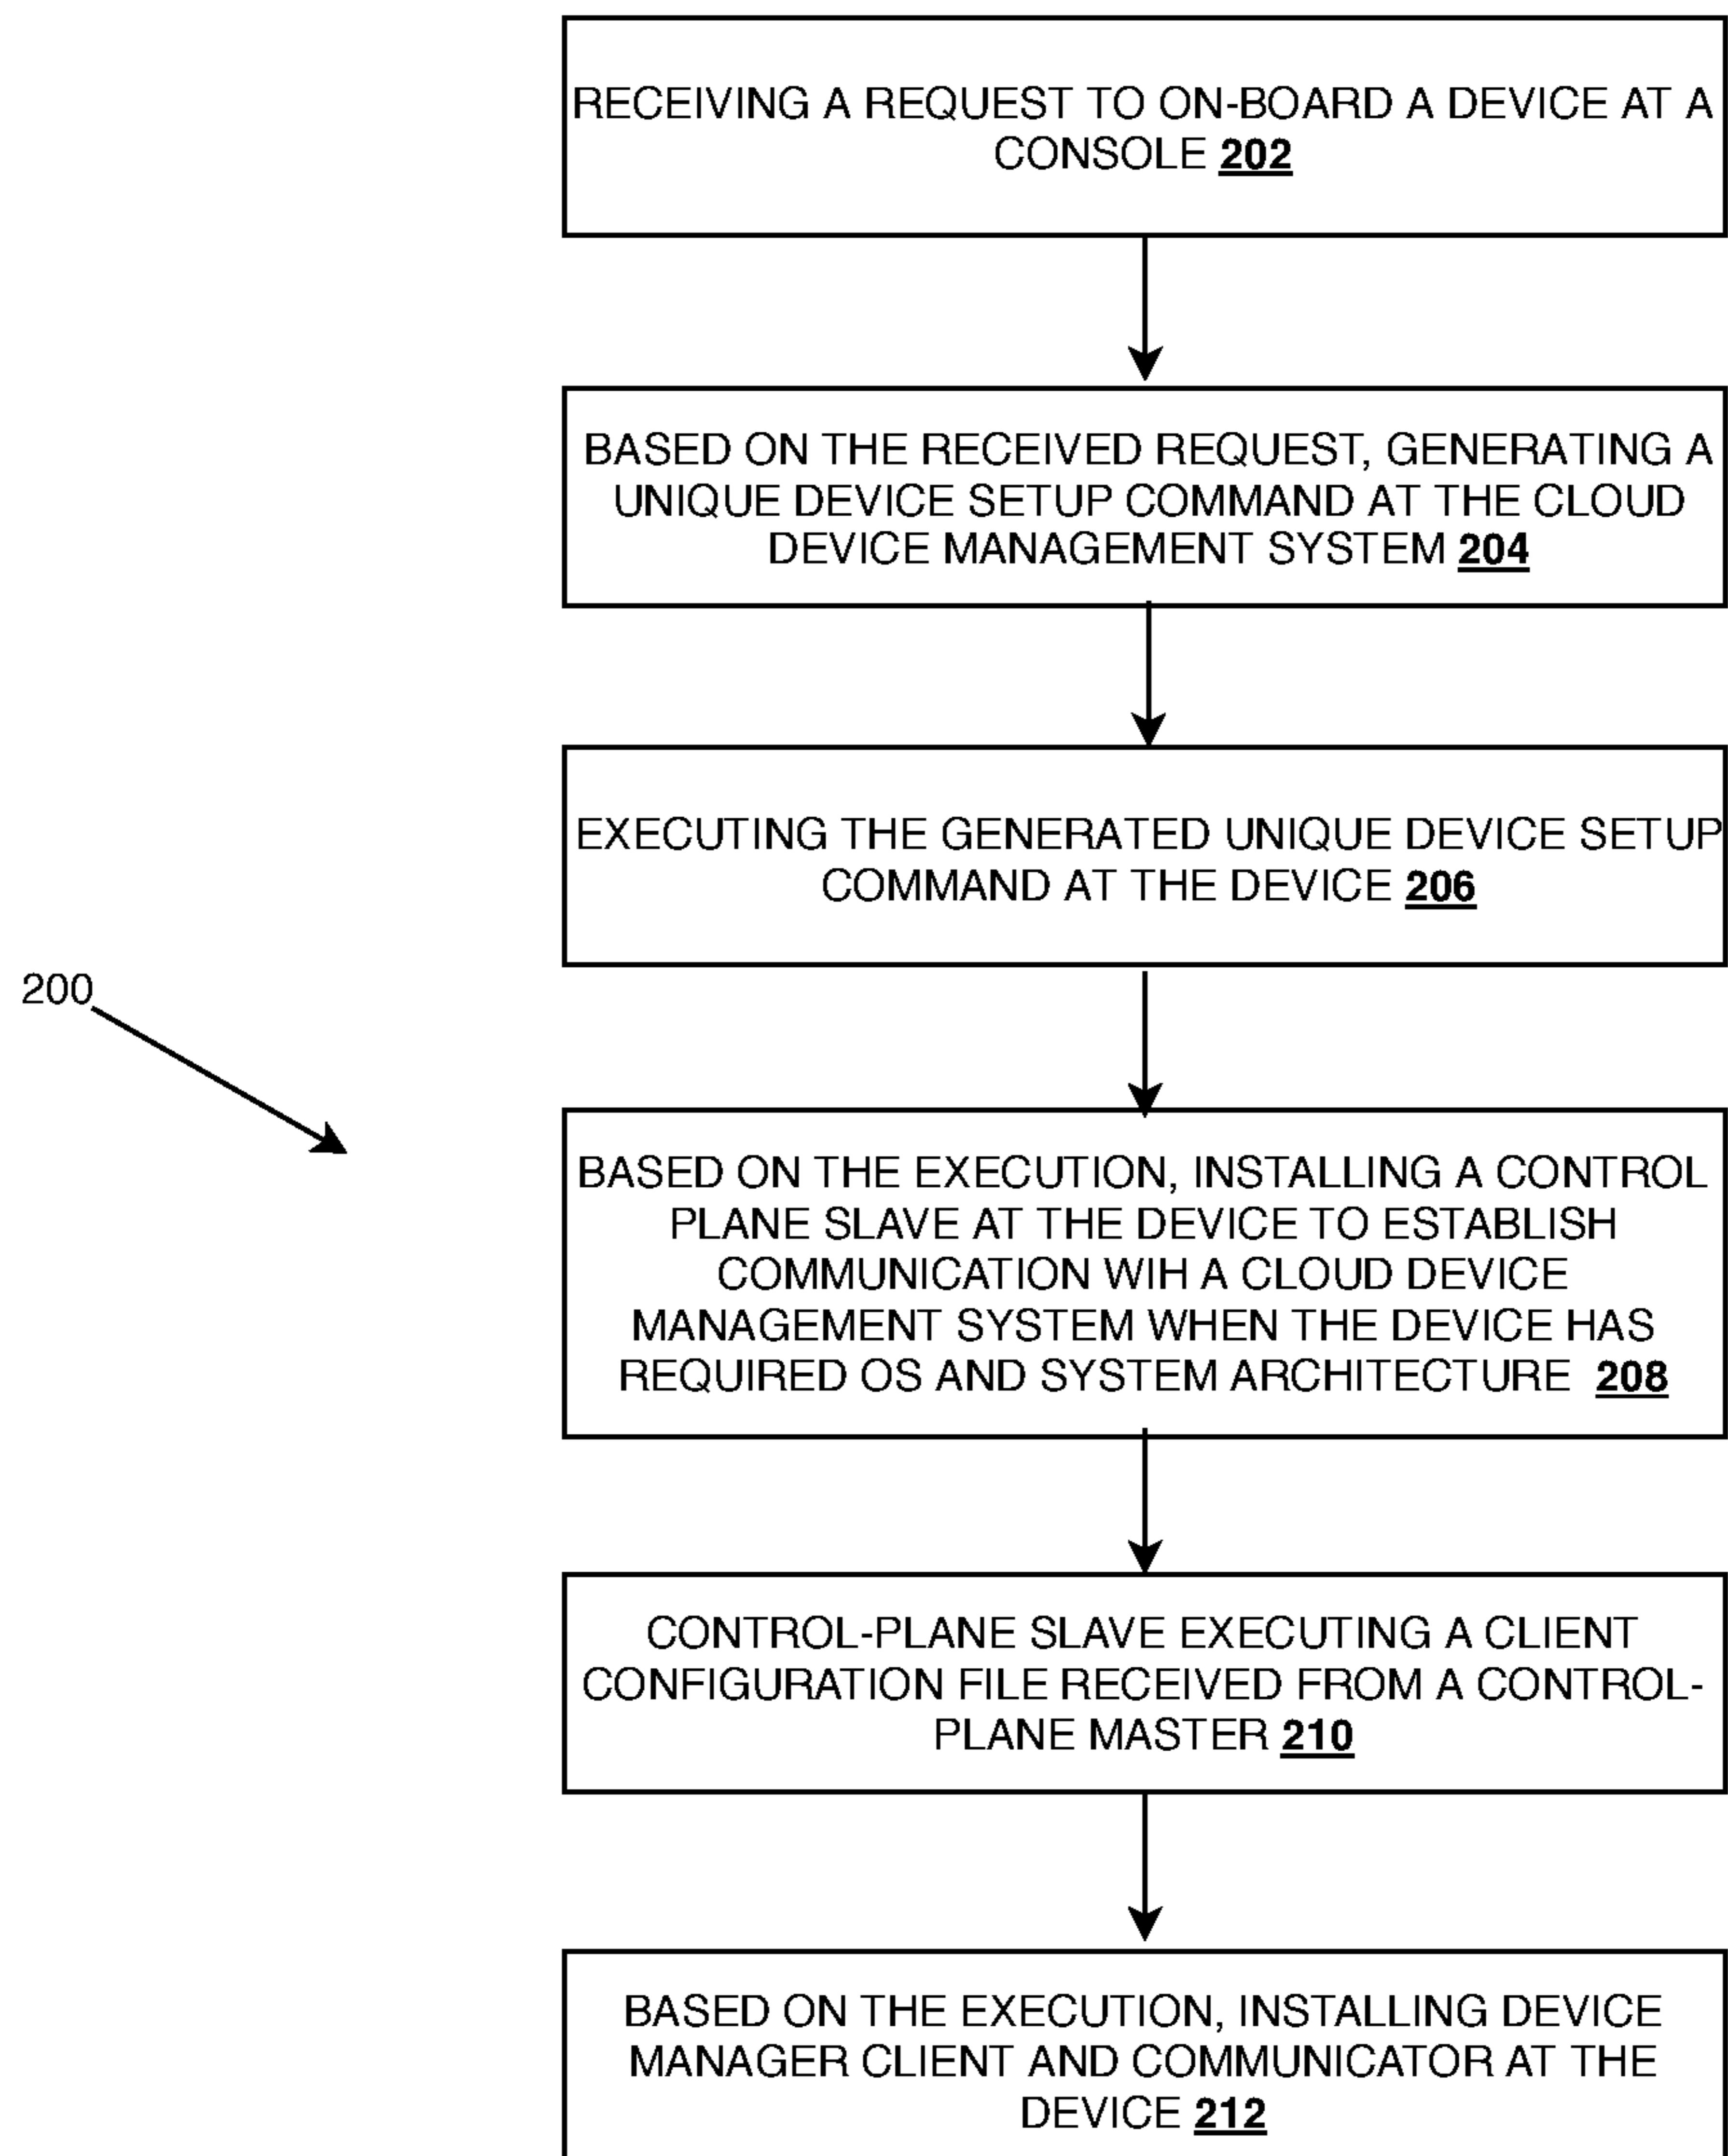 RECEIVING A REQUEST TO ON-BOARD A DEVICE AT A
CONSOLE 202
BASED ON THE RECEIVED REQUEST, GENERATING A
UNIQUE DEVICE SETUP COMMAND AT THE CLOUD
DEVICE MANAGEMENT SYSTEM 204
EXECUTING THE GENERATED UNIQUE DEVICE SETUP
COMMAND AT THE DEVICE 206
200
BASED ON THE EXECUTION, INSTALLING A CONTROL
PLANE SLAVE AT THE DEVICE TO ESTABLISH
COMMUNICATION WIH A CLOUD DEVICE
MANAGEMENT SYSTEM WHEN THE DEVICE HAS
REQUIRED OS AND SYSTEM ARCHITECTURE 208
CONTROL-PLANE SLAVE EXECUTING A CLIENT
CONFIGURATION FILE RECEIVED FROM A CONTROL-
PLANE MASTER 210
BASED ON THE EXECUTION, INSTALLING DEVICE
MANAGER CLIENT AND COMMUNICATOR AT THE
DEVICE 212